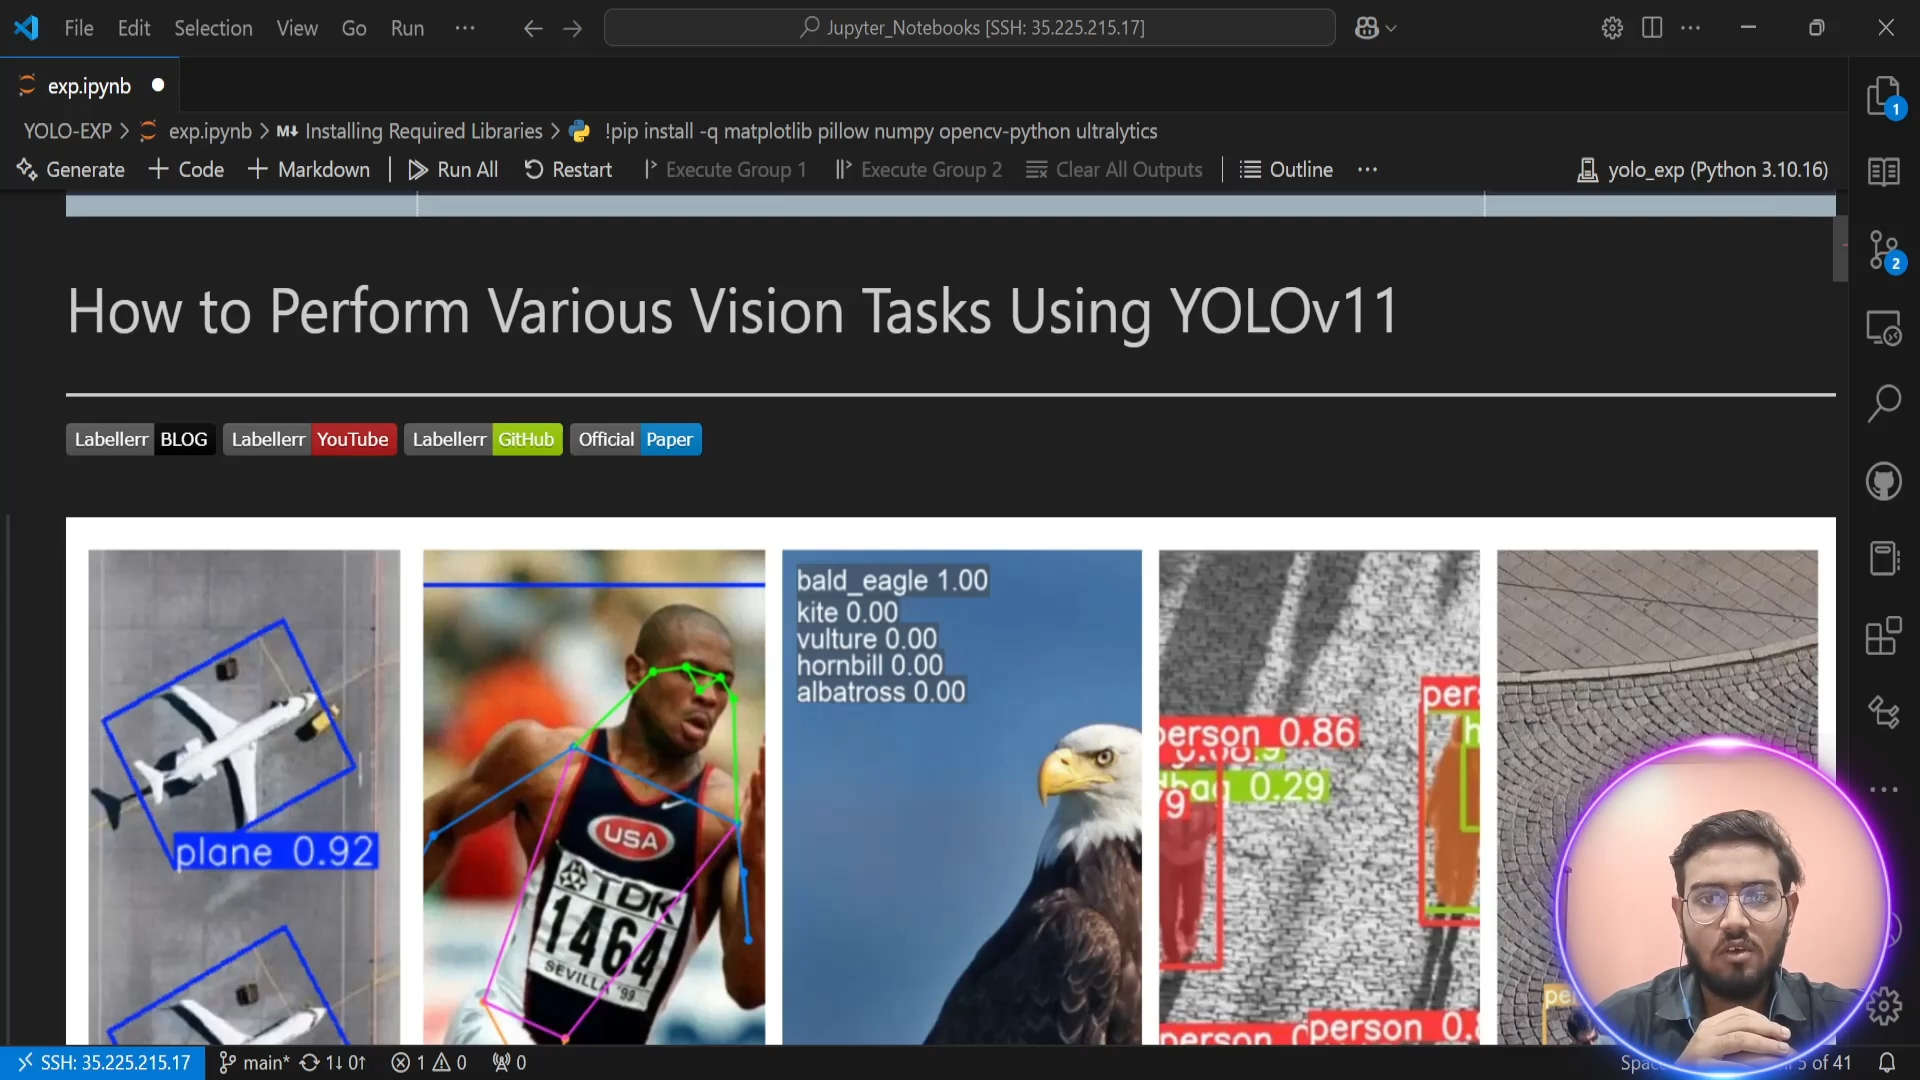 File Edit Selection View Go Run ···
Jupyter_Notebooks [SSH: 35.225.215.17]
exp.ipynb
1
YOLO-EXP > exp.ipynb > M↓ Installing Required Libraries > !pip install -q matplotlib pillow numpy opencv-python ultralytics
Generate + Code + Markdown | Run All Restart Execute Group 1 Execute Group 2 Clear All Outputs | Outline ··· yolo_exp (Python 3.10.16)
2
How to Perform Various Vision Tasks Using YOLOv11
Labellerr BLOG Labellerr YouTube Labellerr GitHub Official Paper
bald_eagle 1.00
kite 0.00
vulture 0.00
hornbill 0.00
albatross 0.00
person 0.86
0.29
plane 0.92
USA
TDK
1464
SEVILLA '99
person
SSH: 35.225.215.17 main* 1↓ 0↑ 1 0 0
of 41